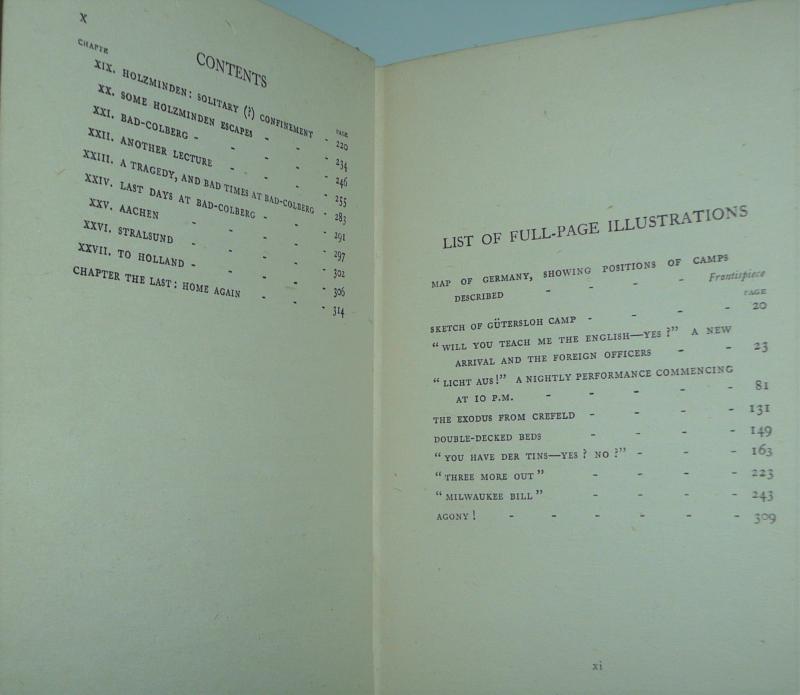 X
CONTENTS
CHAPTR PAGE
XIX. HOLZMINDEN: SOLITARY (?) CONFINEMENT - 220
XX. SOME HOLZMINDEN ESCAPES - - - 234
XXI. BAD-COLBERG - - - - - 246
XXII. ANOTHER LECTURE - - - - 255
XXIII. A TRAGEDY, AND BAD TIMES AT BAD-COLBERG - 283
XXIV. LAST DAYS AT BAD-COLBERG - - - 291
XXV. AACHEN - - - - - 297
XXVI. STRALSUND - - - - - 302
XXVII. TO HOLLAND - - - - - 306
CHAPTER THE LAST: HOME AGAIN - - - 314
LIST OF FULL-PAGE ILLUSTRATIONS
MAP OF GERMANY, SHOWING POSITIONS OF CAMPS
DESCRIBED - - - - Frontispiece
PAGE
SKETCH OF GÜTERSLOH CAMP - - - - 20
"WILL YOU TEACH ME THE ENGLISH—YES?" A NEW
ARRIVAL AND THE FOREIGN OFFICERS - - 23
"LICHT AUS!" A NIGHTLY PERFORMANCE COMMENCING
AT 10 P.M. - - - - - 81
THE EXODUS FROM CREFELD - - - - 131
DOUBLE-DECKED BEDS - - - - 149
"YOU HAVE DER TINS—YES? NO?" - - - 163
"THREE MORE OUT" - - - - 223
"MILWAUKEE BILL" - - - - 243
AGONY! - - - - - - 309
xi